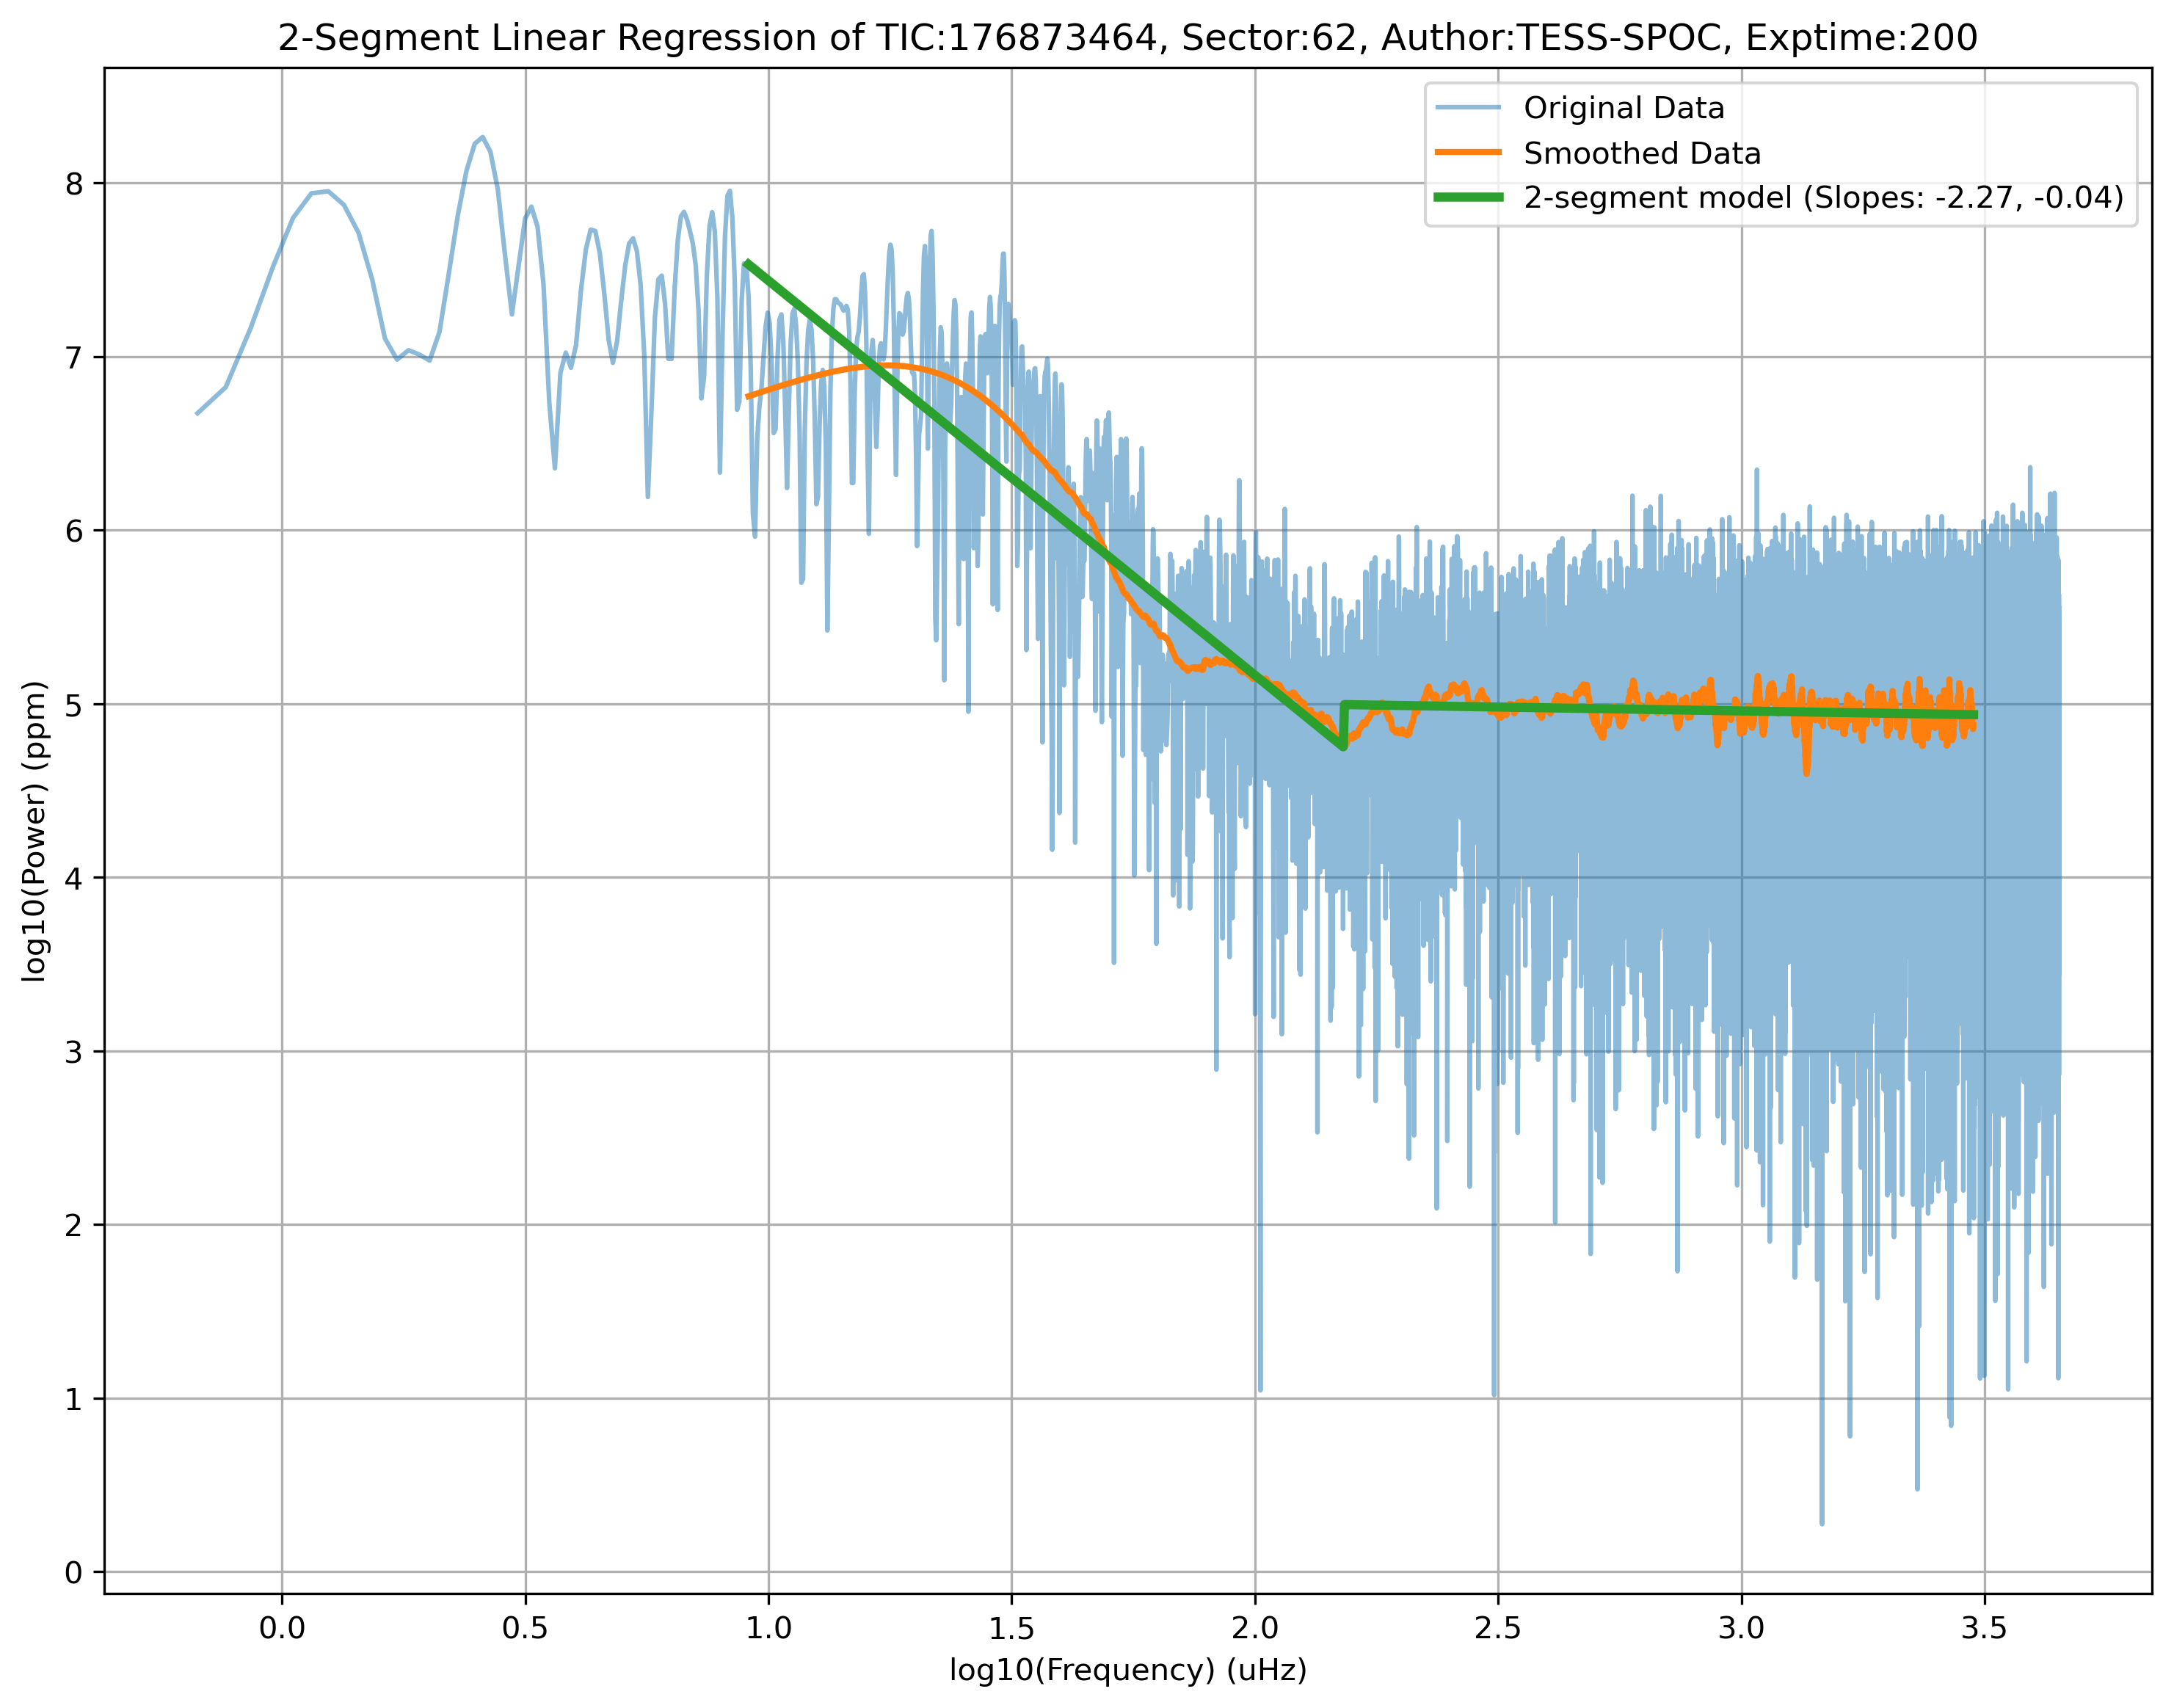 2-Segment Linear Regression of TIC:176873464, Sector:62, Author:TESS-SPOC, Exptime:200
Original Data
Smoothed Data
2-segment model (Slopes: -2.27, -0.04)
log10(Power) (ppm)
8
7
6
5
4
3
2
1
0
0.0 0.5 1.0 1.5 2.0 2.5 3.0 3.5
log10(Frequency) (uHz)